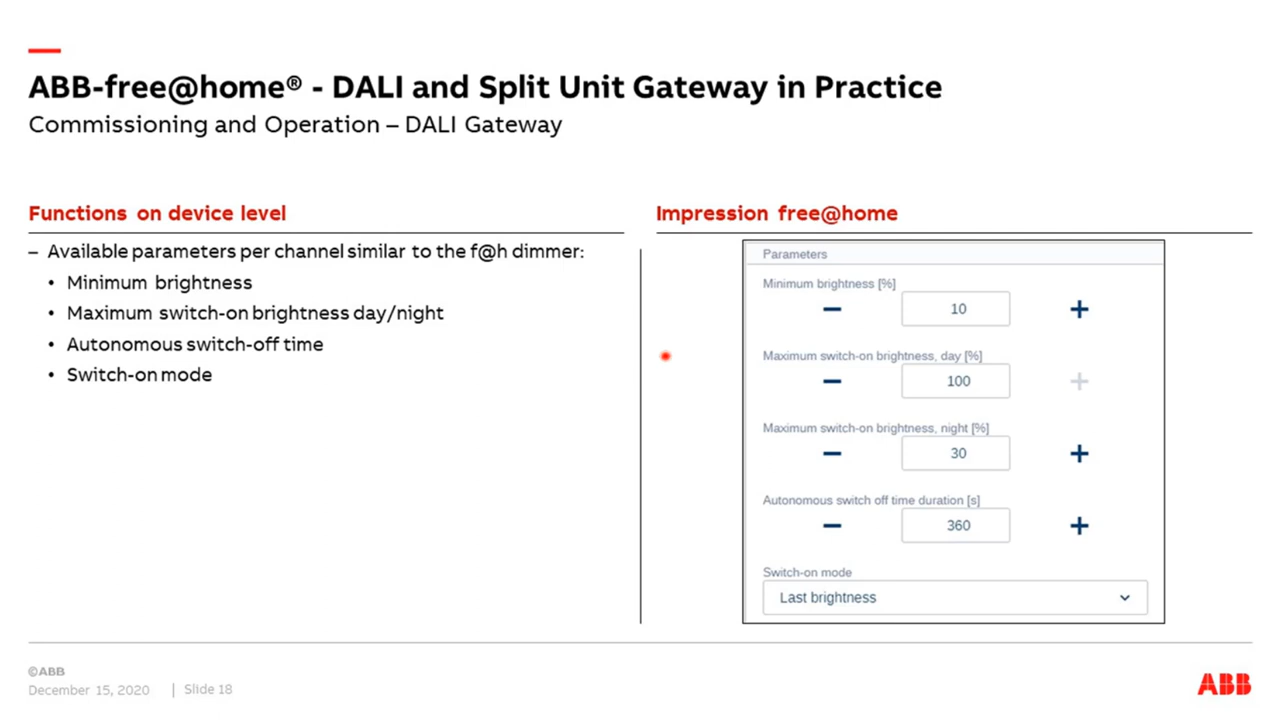 ABB-free@home® - DALI and Split Unit Gateway in Practice
Commissioning and Operation – DALI Gateway
Functions on device level
– Available parameters per channel similar to the f@h dimmer:
• Minimum brightness
• Maximum switch-on brightness day/night
• Autonomous switch-off time
• Switch-on mode
Impression free@home
Parameters
Minimum brightness [%]
− 10 +
Maximum switch-on brightness, day [%]
− 100 +
Maximum switch-on brightness, night [%]
− 30 +
Autonomous switch off time duration [s]
− 360 +
Switch-on mode
Last brightness
©ABB
December 15, 2020 | Slide 18
ABB